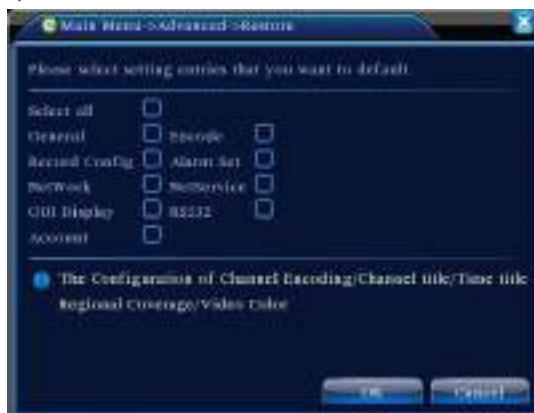 Main Menu->Advanced->Restore
Please select setting entries that you want to default.
Select all
General Encode
Record Config Alarm Set
NetWork NetService
GUI Display RS232
Account
The Configuration of Channel Encoding/Channel title/Time title
Regional Coverage/Video Color
OK Cancel